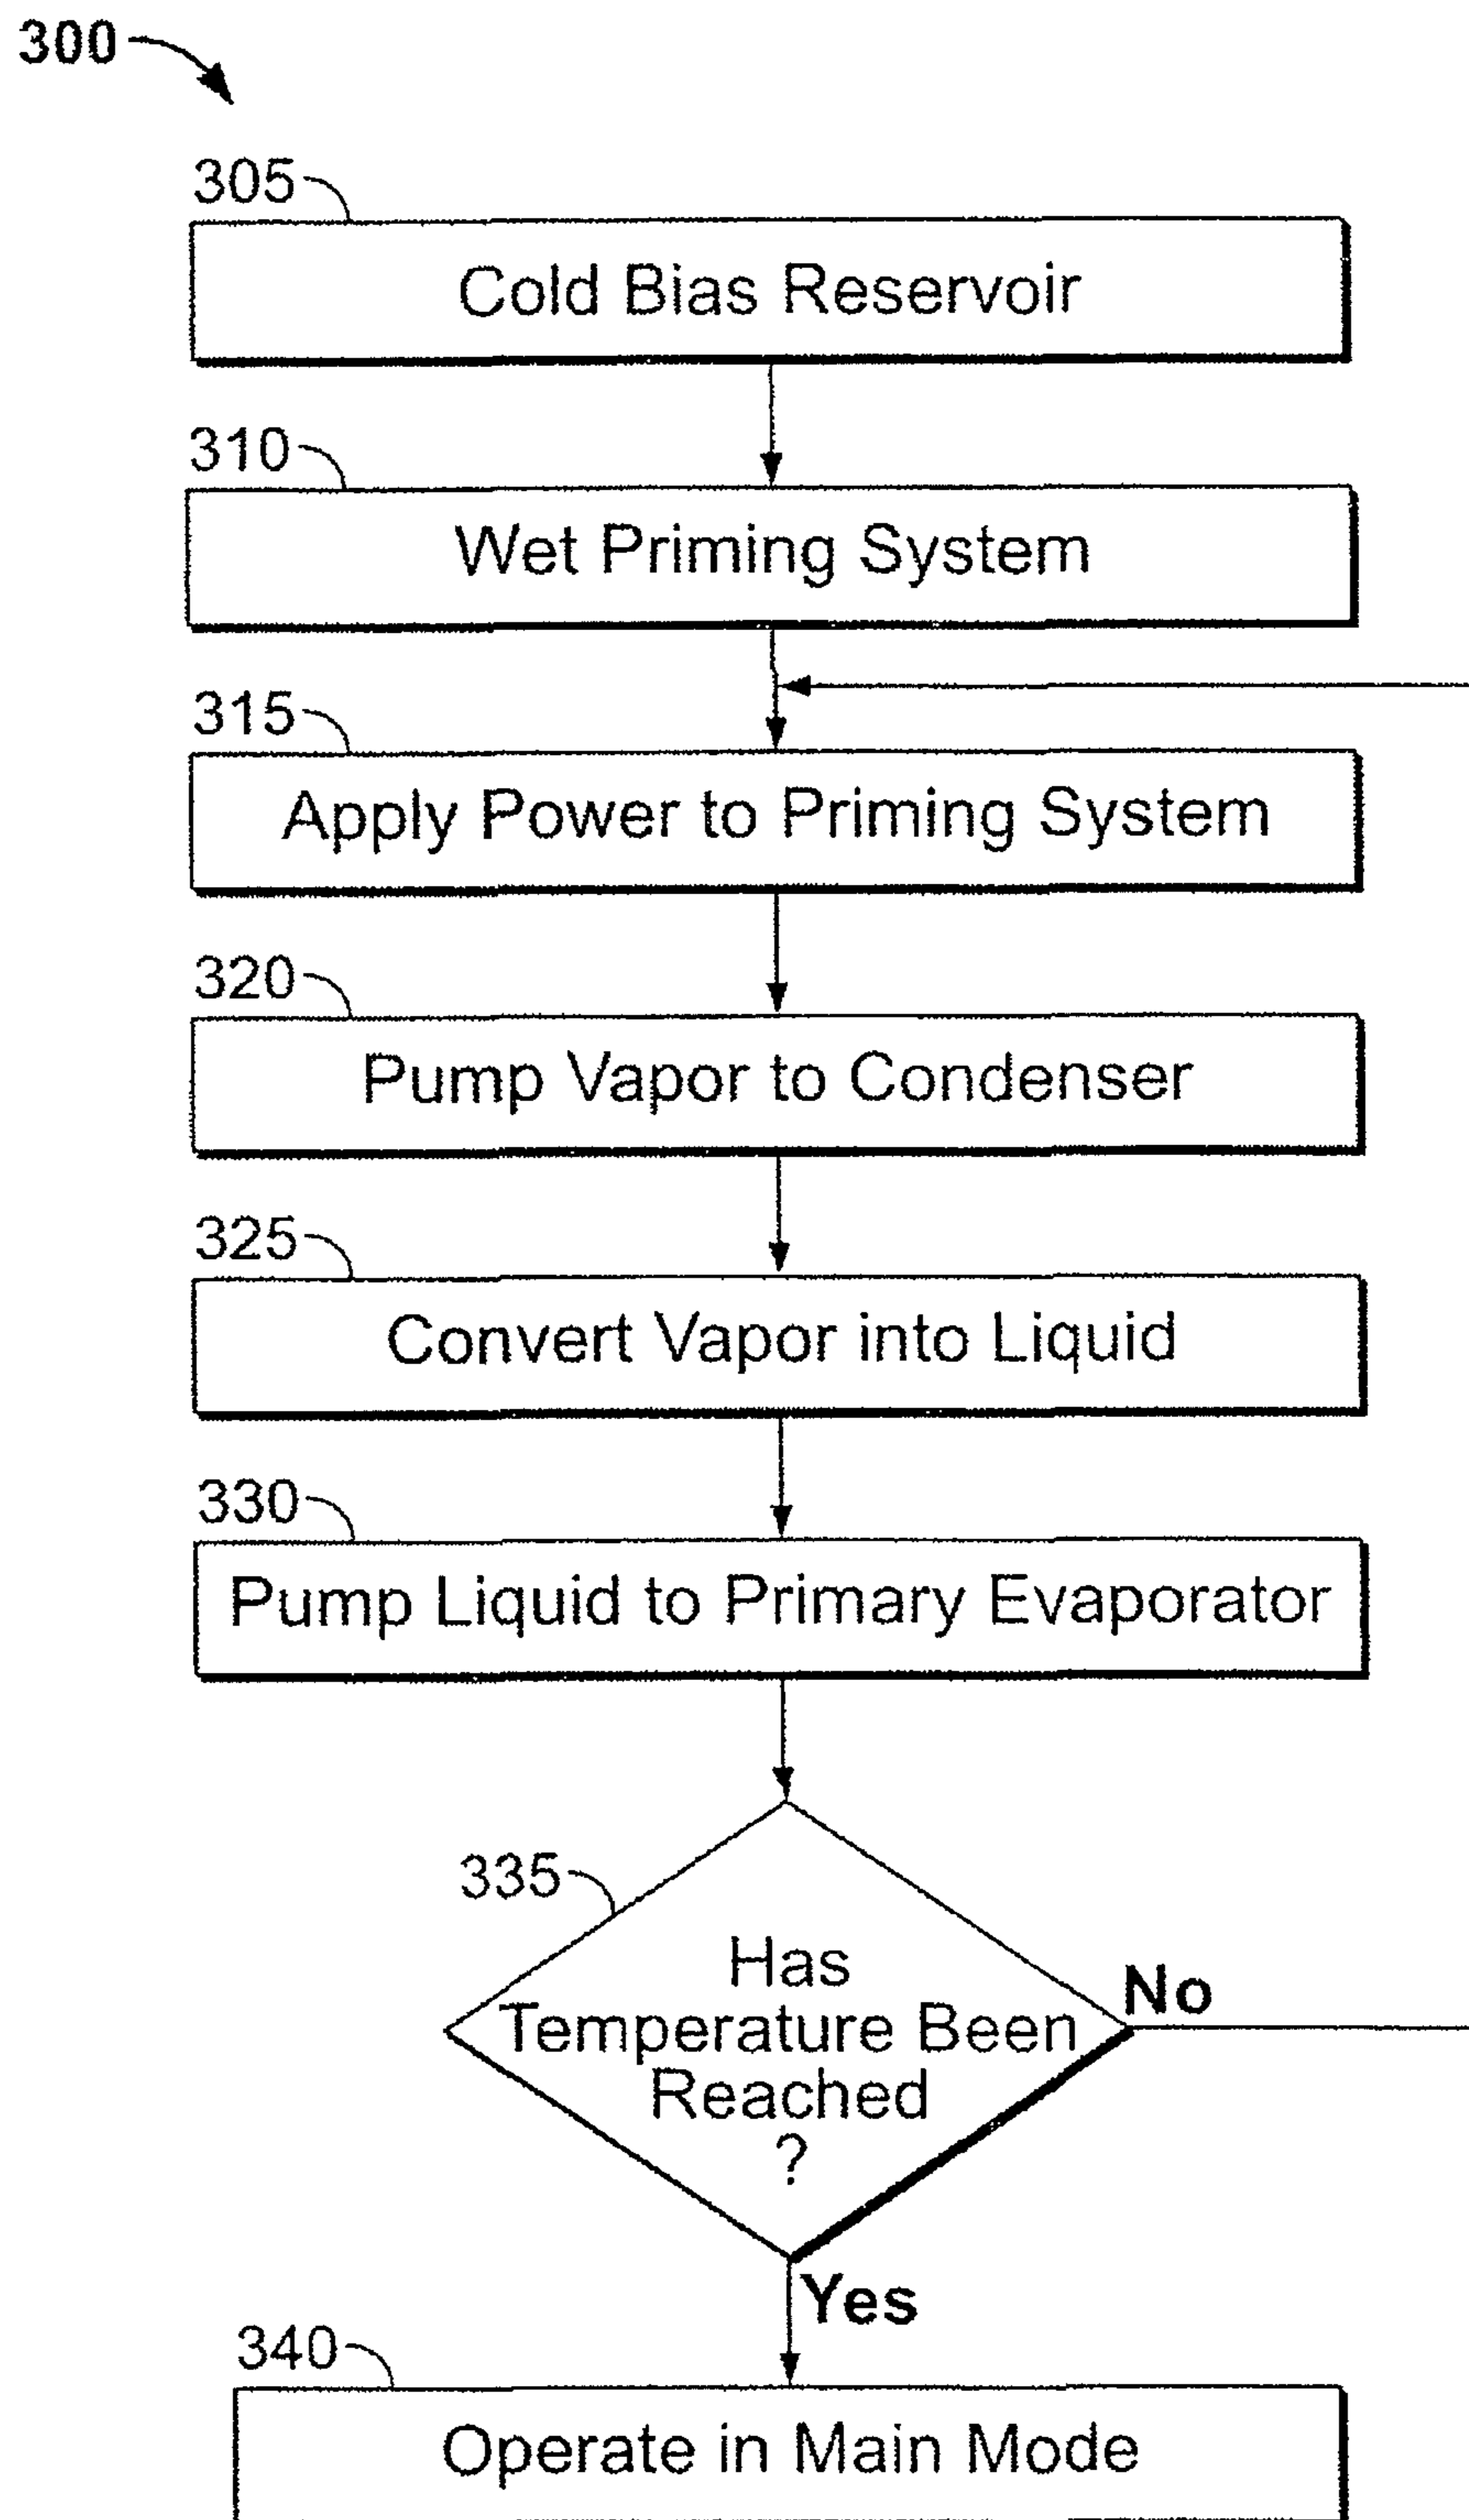 300
305
Cold Bias Reservoir
310
Wet Priming System
315
Apply Power to Priming System
320
Pump Vapor to Condenser
325
Convert Vapor into Liquid
330
Pump Liquid to Primary Evaporator
335
Has
Temperature Been
Reached
?
No
Yes
340
Operate in Main Mode